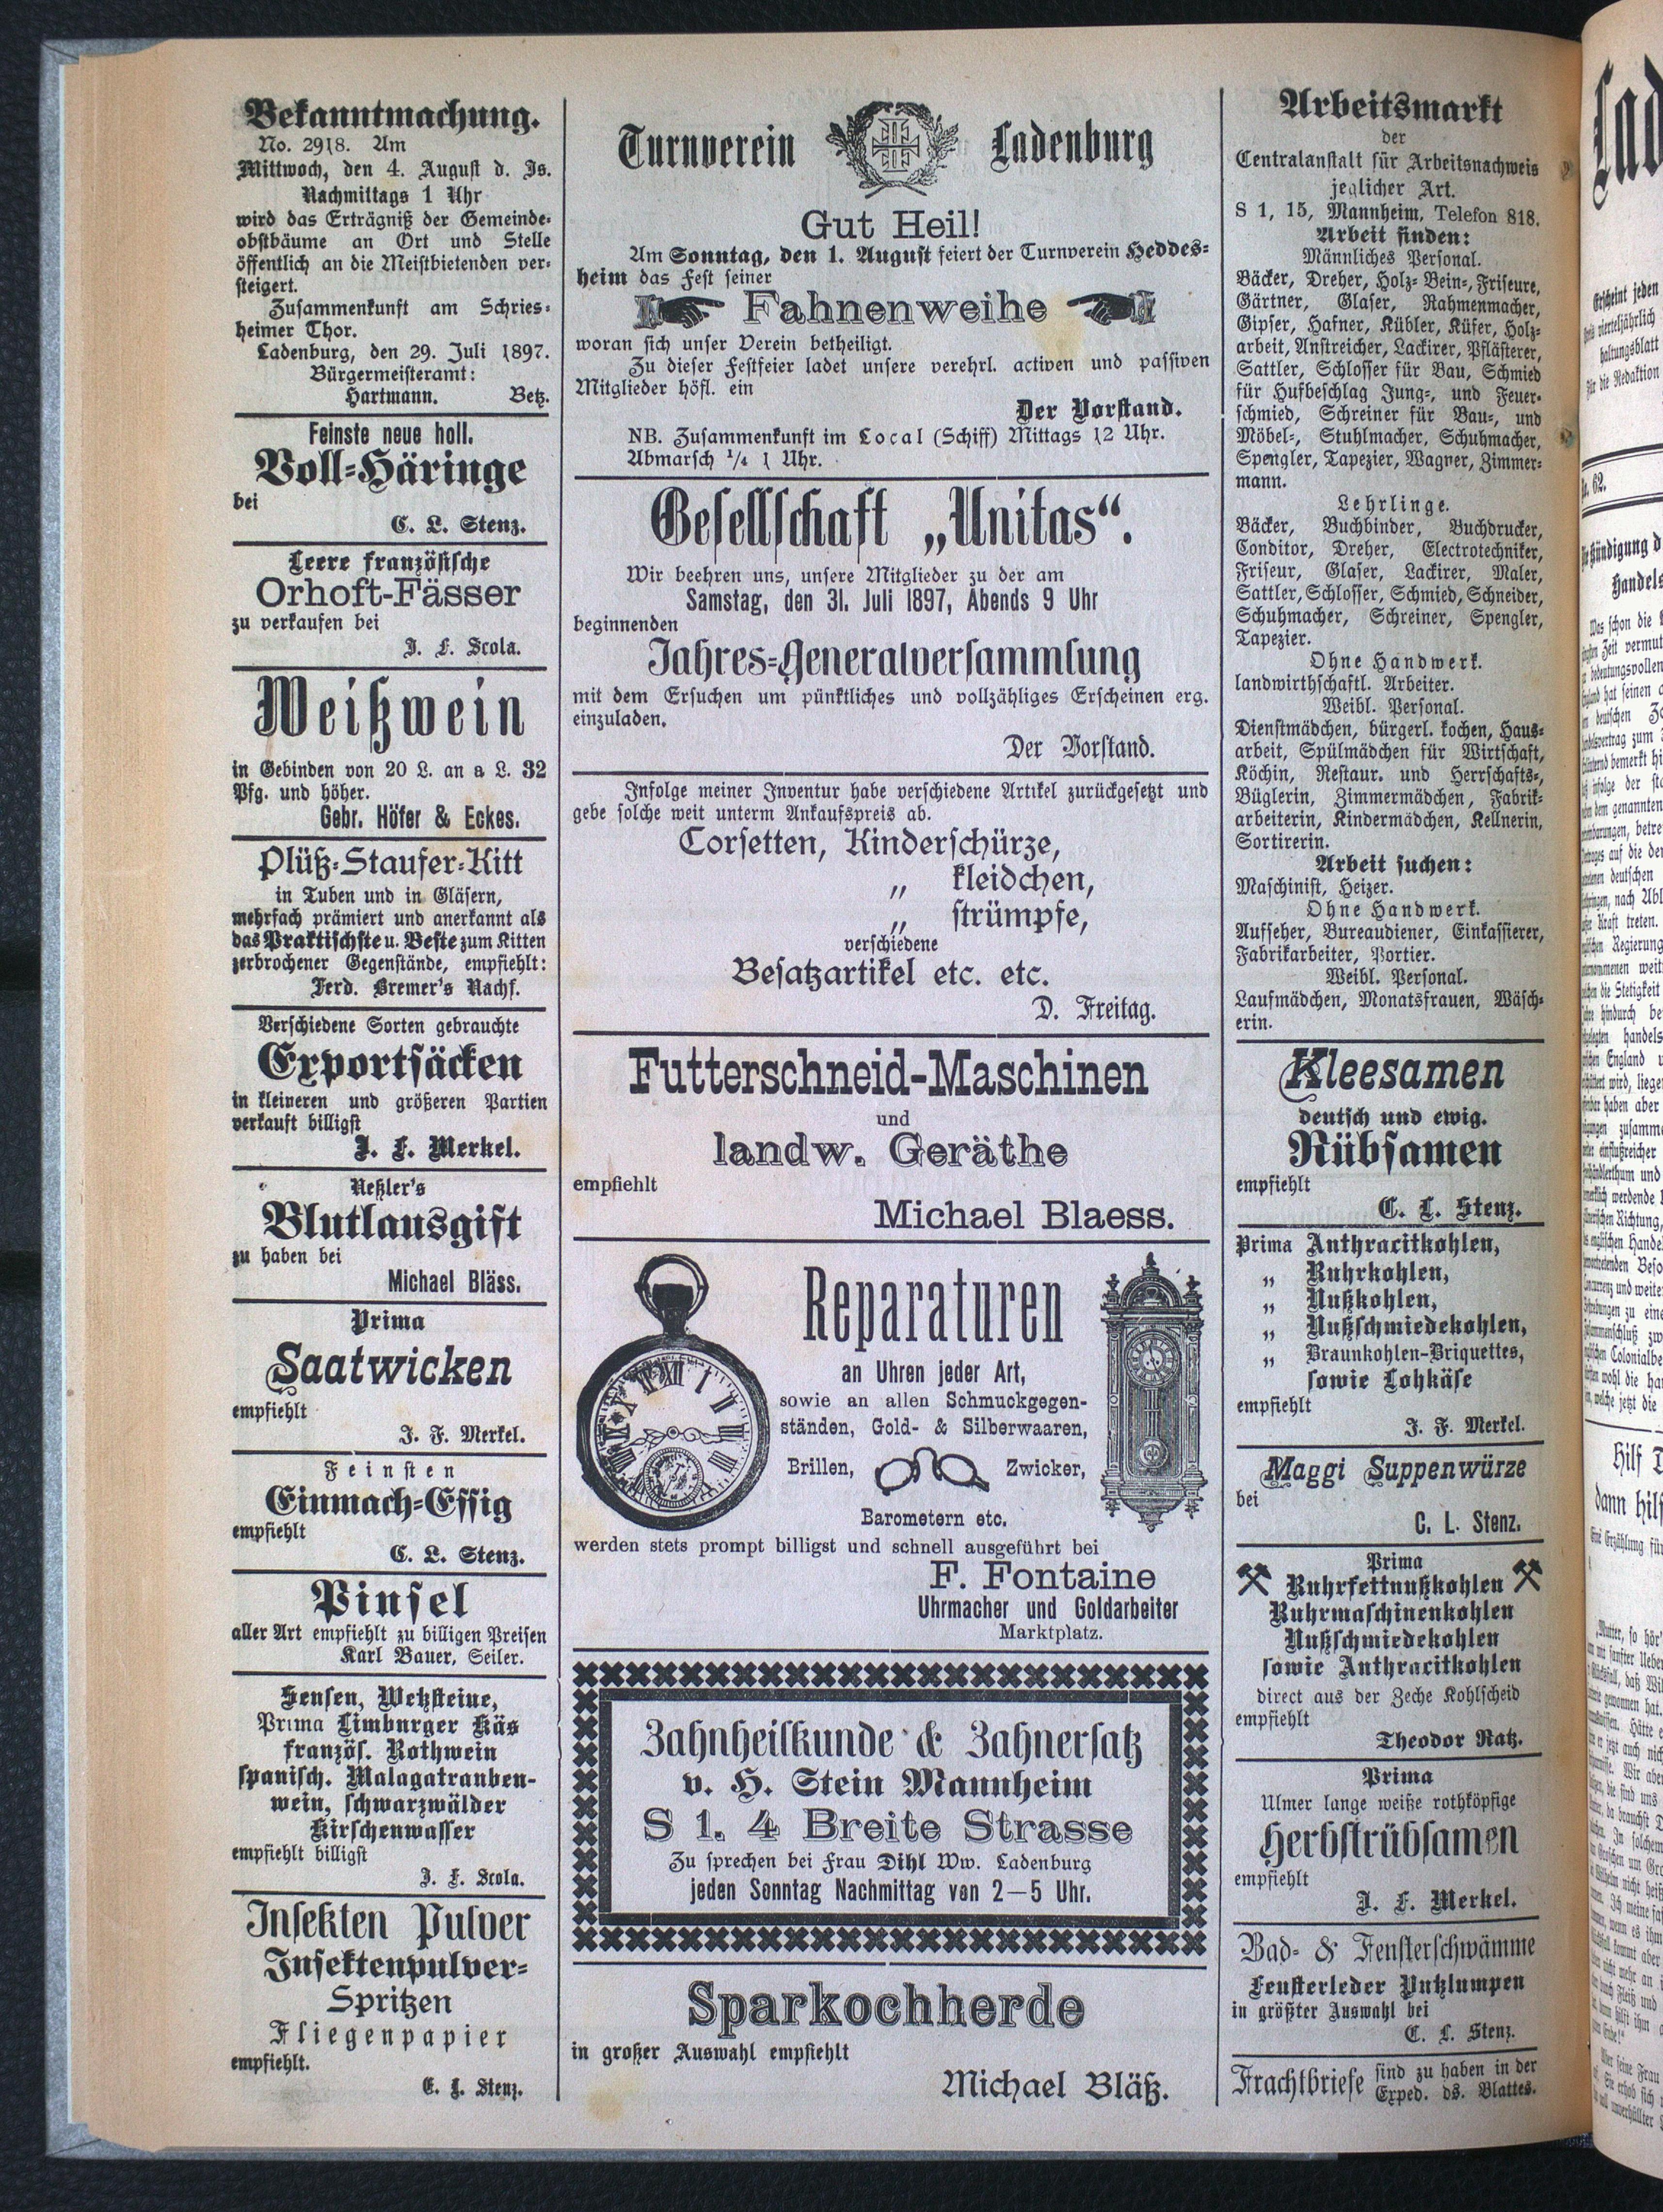 Bekanntmachung.
No. 2918. Am
Mittwoch, den 4. August d. Js.
Nachmittags 1 Uhr
wird das Erträgniß der Gemeinde-
obstbäume an Ort und Stelle
öffentlich an die Meistbietenden ver-
steigert.
Zusammenkunft am Schries-
heimer Thor.
Ladenburg, den 29. Juli 1897.
Bürgermeisteramt:
Hartmann. Betz.
Feinste neue holl.
Voll-Häringe
bei
C. L. Stenz.
Leere französische
Orhoft-Fässer
zu verkaufen bei
J. F. Scola.
Weißwein
in Gebinden von 20 L. an a L. 32
Pfg. und höher.
Gebr. Höfer & Eckes.
Plüß-Staufer-Kitt
in Tuben und in Gläsern,
mehrfach prämiert und anerkannt als
das Praktischste u. Beste zum Kitten
zerbrochener Gegenstände, empfiehlt:
Ferd. Bremer's Nachf.
Verschiedene Sorten gebrauchte
Exportsäcken
in kleineren und größeren Partien
verkauft billigst
J. F. Merkel.
Neßler's
Blutlausgift
zu haben bei
Michael Bläss.
Prima
Saatwicken
empfiehlt
J. F. Merkel.
Feinsten
Einmach-Essig
empfiehlt
C. L. Stenz.
Pinsel
aller Art empfiehlt zu billigen Preisen
Karl Bauer, Seiler.
Sensen, Wetzsteine,
Prima Limburger Käs
französ. Rothwein
spanisch. Malagatrauben-
wein, schwarzwälder
Kirschenwasser
empfiehlt billigst
J. F. Scola.
Insekten Pulver
Insektenpulver-
Spritzen
Fliegenpapier
empfiehlt.
C. L. Stenz.
Turnverein Ladenburg
Gut Heil!
Am Sonntag, den 1. August feiert der Turnverein Heddes-
heim das Fest seiner
Fahnenweihe
woran sich unser Verein betheiligt.
Zu dieser Festfeier ladet unsere verehrl. activen und passiven
Mitglieder höfl. ein
Der Vorstand.
NB. Zusammenkunft im Local (Schiff) Mittags 12 Uhr.
Abmarsch ¼ 1 Uhr.
Gesellschaft „Unitas“.
Wir beehren uns, unsere Mitglieder zu der am
Samstag, den 31. Juli 1897, Abends 9 Uhr
beginnenden
Jahres-Generalversammlung
mit dem Ersuchen um pünktliches und vollzähliges Erscheinen erg.
einzuladen.
Der Vorstand.
Infolge meiner Inventur habe verschiedene Artikel zurückgesetzt und
gebe solche weit unterm Ankaufspreis ab.
Corsetten, Kinderschürze,
„ kleidchen,
„ strümpfe,
verschiedene
Besatzartikel etc. etc.
D. Freitag.
Futterschneid-Maschinen
und
landw. Geräthe
empfiehlt
Michael Blaess.
Reparaturen
an Uhren jeder Art,
sowie an allen Schmuckgegen-
ständen, Gold- & Silberwaaren,
Brillen, Zwicker,
Barometern etc.
werden stets prompt billigst und schnell ausgeführt bei
F. Fontaine
Uhrmacher und Goldarbeiter
Marktplatz.
Zahnheilkunde & Zahnersatz
v. H. Stein Mannheim
S 1. 4 Breite Strasse
Zu sprechen bei Frau Dihl Ww. Ladenburg
jeden Sonntag Nachmittag von 2–5 Uhr.
Sparkochherde
in großer Auswahl empfiehlt
Michael Bläß.
Arbeitsmarkt
der
Centralanstalt für Arbeitsnachweis
jeglicher Art.
S 1, 15, Mannheim, Telefon 818.
Arbeit finden:
Männliches Personal.
Bäcker, Dreher, Holz- Bein-, Friseure,
Gärtner, Glaser, Rahmenmacher,
Gipser, Hafner, Kübler, Küfer, Holz-
arbeit, Anstreicher, Lackirer, Pflästerer,
Sattler, Schlosser für Bau, Schmied
für Hufbeschlag Jung-, und Feuer-
schmied, Schreiner für Bau-, und
Möbel-, Stuhlmacher, Schuhmacher,
Spengler, Tapezier, Wagner, Zimmer-
mann.
Lehrlinge.
Bäcker, Buchbinder, Buchdrucker,
Conditor, Dreher, Electrotechniker,
Friseur, Glaser, Lackirer, Maler,
Sattler, Schlosser, Schmied, Schneider,
Schuhmacher, Schreiner, Spengler,
Tapezier.
Ohne Handwerk.
landwirthschaftl. Arbeiter.
Weibl. Personal.
Dienstmädchen, bürgerl. kochen, Haus-
arbeit, Spülmädchen für Wirtschaft,
Köchin, Restaur. und Herrschafts-,
Büglerin, Zimmermädchen, Fabrik-
arbeiterin, Kindermädchen, Kellnerin,
Sortirerin.
Arbeit suchen:
Maschinist, Heizer.
Ohne Handwerk.
Aufseher, Bureaudiener, Einkassierer,
Fabrikarbeiter, Portier.
Weibl. Personal.
Laufmädchen, Monatsfrauen, Wäsch-
erin.
Kleesamen
deutsch und ewig.
Rübsamen
empfiehlt
C. L. Stenz.
Prima Anthracitkohlen,
„ Ruhrkohlen,
„ Nußkohlen,
„ Nußschmiedekohlen,
„ Braunkohlen-Briquettes,
sowie Lohkäse
empfiehlt
J. F. Merkel.
Maggi Suppenwürze
bei
C. L. Stenz.
Prima
Ruhrfettnußkohlen
Ruhrmaschinenkohlen
Nußschmiedekohlen
sowie Anthracitkohlen
direct aus der Zeche Kohlscheid
empfiehlt
Theodor Ratz.
Prima
Ulmer lange weiße rothköpfige
Herbstrübsamen
empfiehlt
J. F. Merkel.
Bad- & Fensterschwämme
Fensterleder Putzlumpen
in größter Auswahl bei
C. L. Stenz.
Frachtbriefe sind zu haben in der
Exped. ds. Blattes.